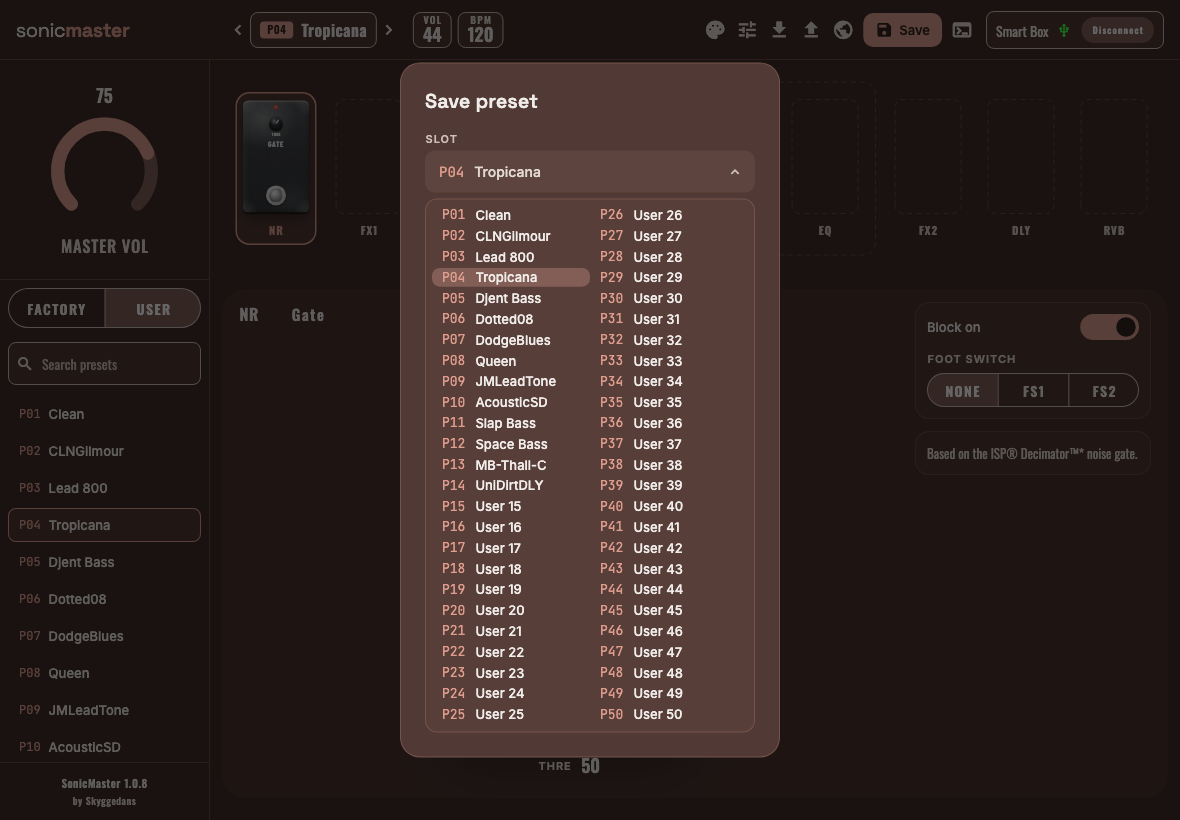 sonicmaster
P04 Tropicana
VOL
44
BPM
120
Save
Smart Box
Disconnect
75
MASTER VOL
FACTORY
USER
Search presets
P01 Clean
P02 CLNGilmour
P03 Lead 800
P04 Tropicana
P05 Djent Bass
P06 Dotted08
P07 DodgeBlues
P08 Queen
P09 JMLeadTone
P10 AcousticSD
SonicMaster 1.0.8
by Skyggedans
GATE
NR
FX1
EQ
FX2
DLY
RVB
NR Gate
Block on
FOOT SWITCH
NONE
FS1
FS2
Based on the ISP® Decimator™* noise gate.
THRE 50
Save preset
SLOT
P04 Tropicana
P01 Clean
P02 CLNGilmour
P03 Lead 800
P04 Tropicana
P05 Djent Bass
P06 Dotted08
P07 DodgeBlues
P08 Queen
P09 JMLeadTone
P10 AcousticSD
P11 Slap Bass
P12 Space Bass
P13 MB-Thall-C
P14 UniDirtDLY
P15 User 15
P16 User 16
P17 User 17
P18 User 18
P19 User 19
P20 User 20
P21 User 21
P22 User 22
P23 User 23
P24 User 24
P25 User 25
P26 User 26
P27 User 27
P28 User 28
P29 User 29
P30 User 30
P31 User 31
P32 User 32
P33 User 33
P34 User 34
P35 User 35
P36 User 36
P37 User 37
P38 User 38
P39 User 39
P40 User 40
P41 User 41
P42 User 42
P43 User 43
P44 User 44
P45 User 45
P46 User 46
P47 User 47
P48 User 48
P49 User 49
P50 User 50